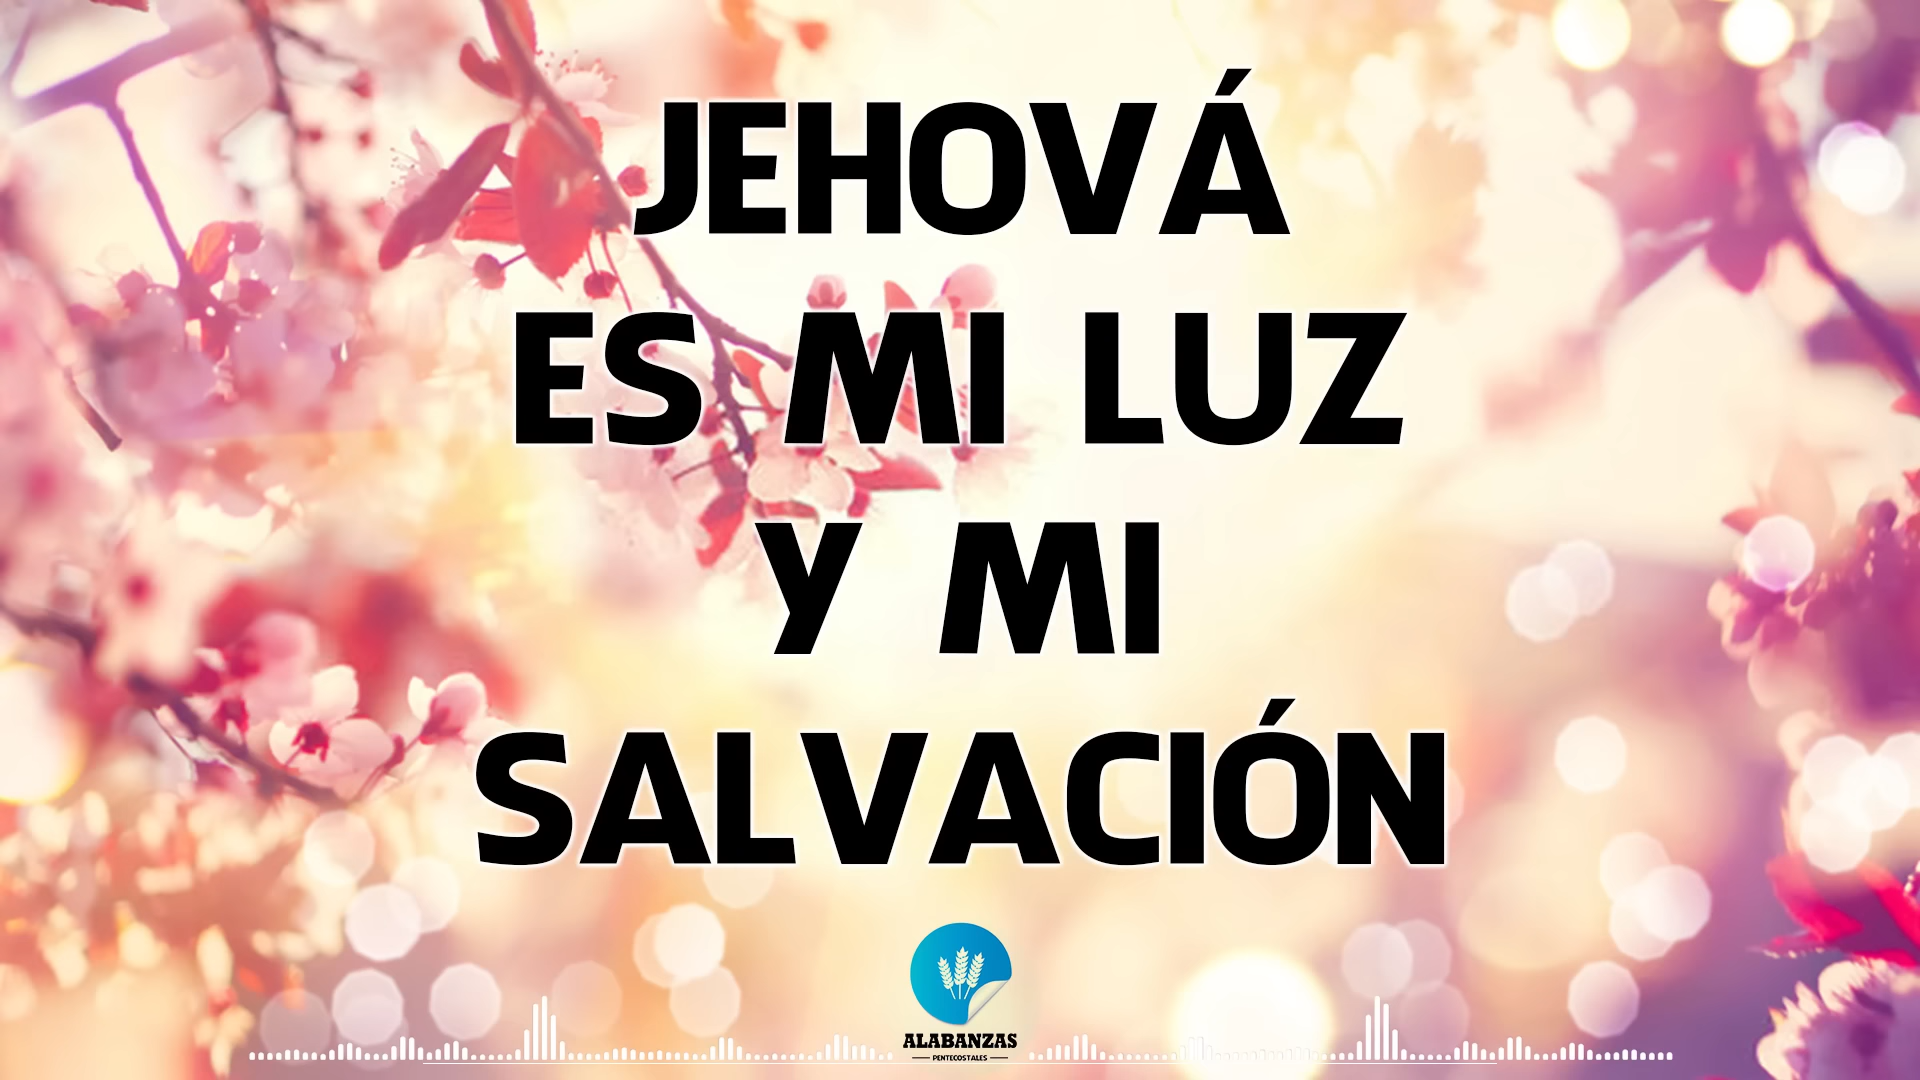 JEHOVÁ
ES MI LUZ
Y MI
SALVACIÓN
ALABANZAS
PENTECOSTALES